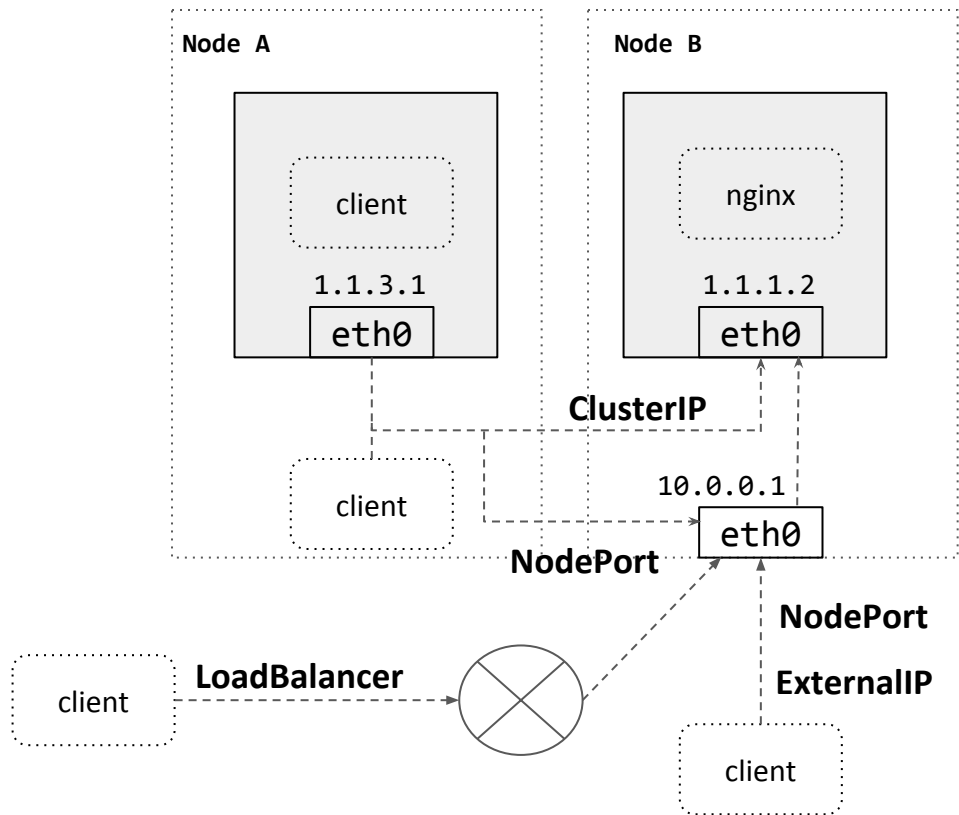 Node A
Node B
client
nginx
1.1.3.1
1.1.1.2
eth0
eth0
ClusterIP
client
10.0.0.1
eth0
NodePort
NodePort
LoadBalancer
ExternalIP
client
client